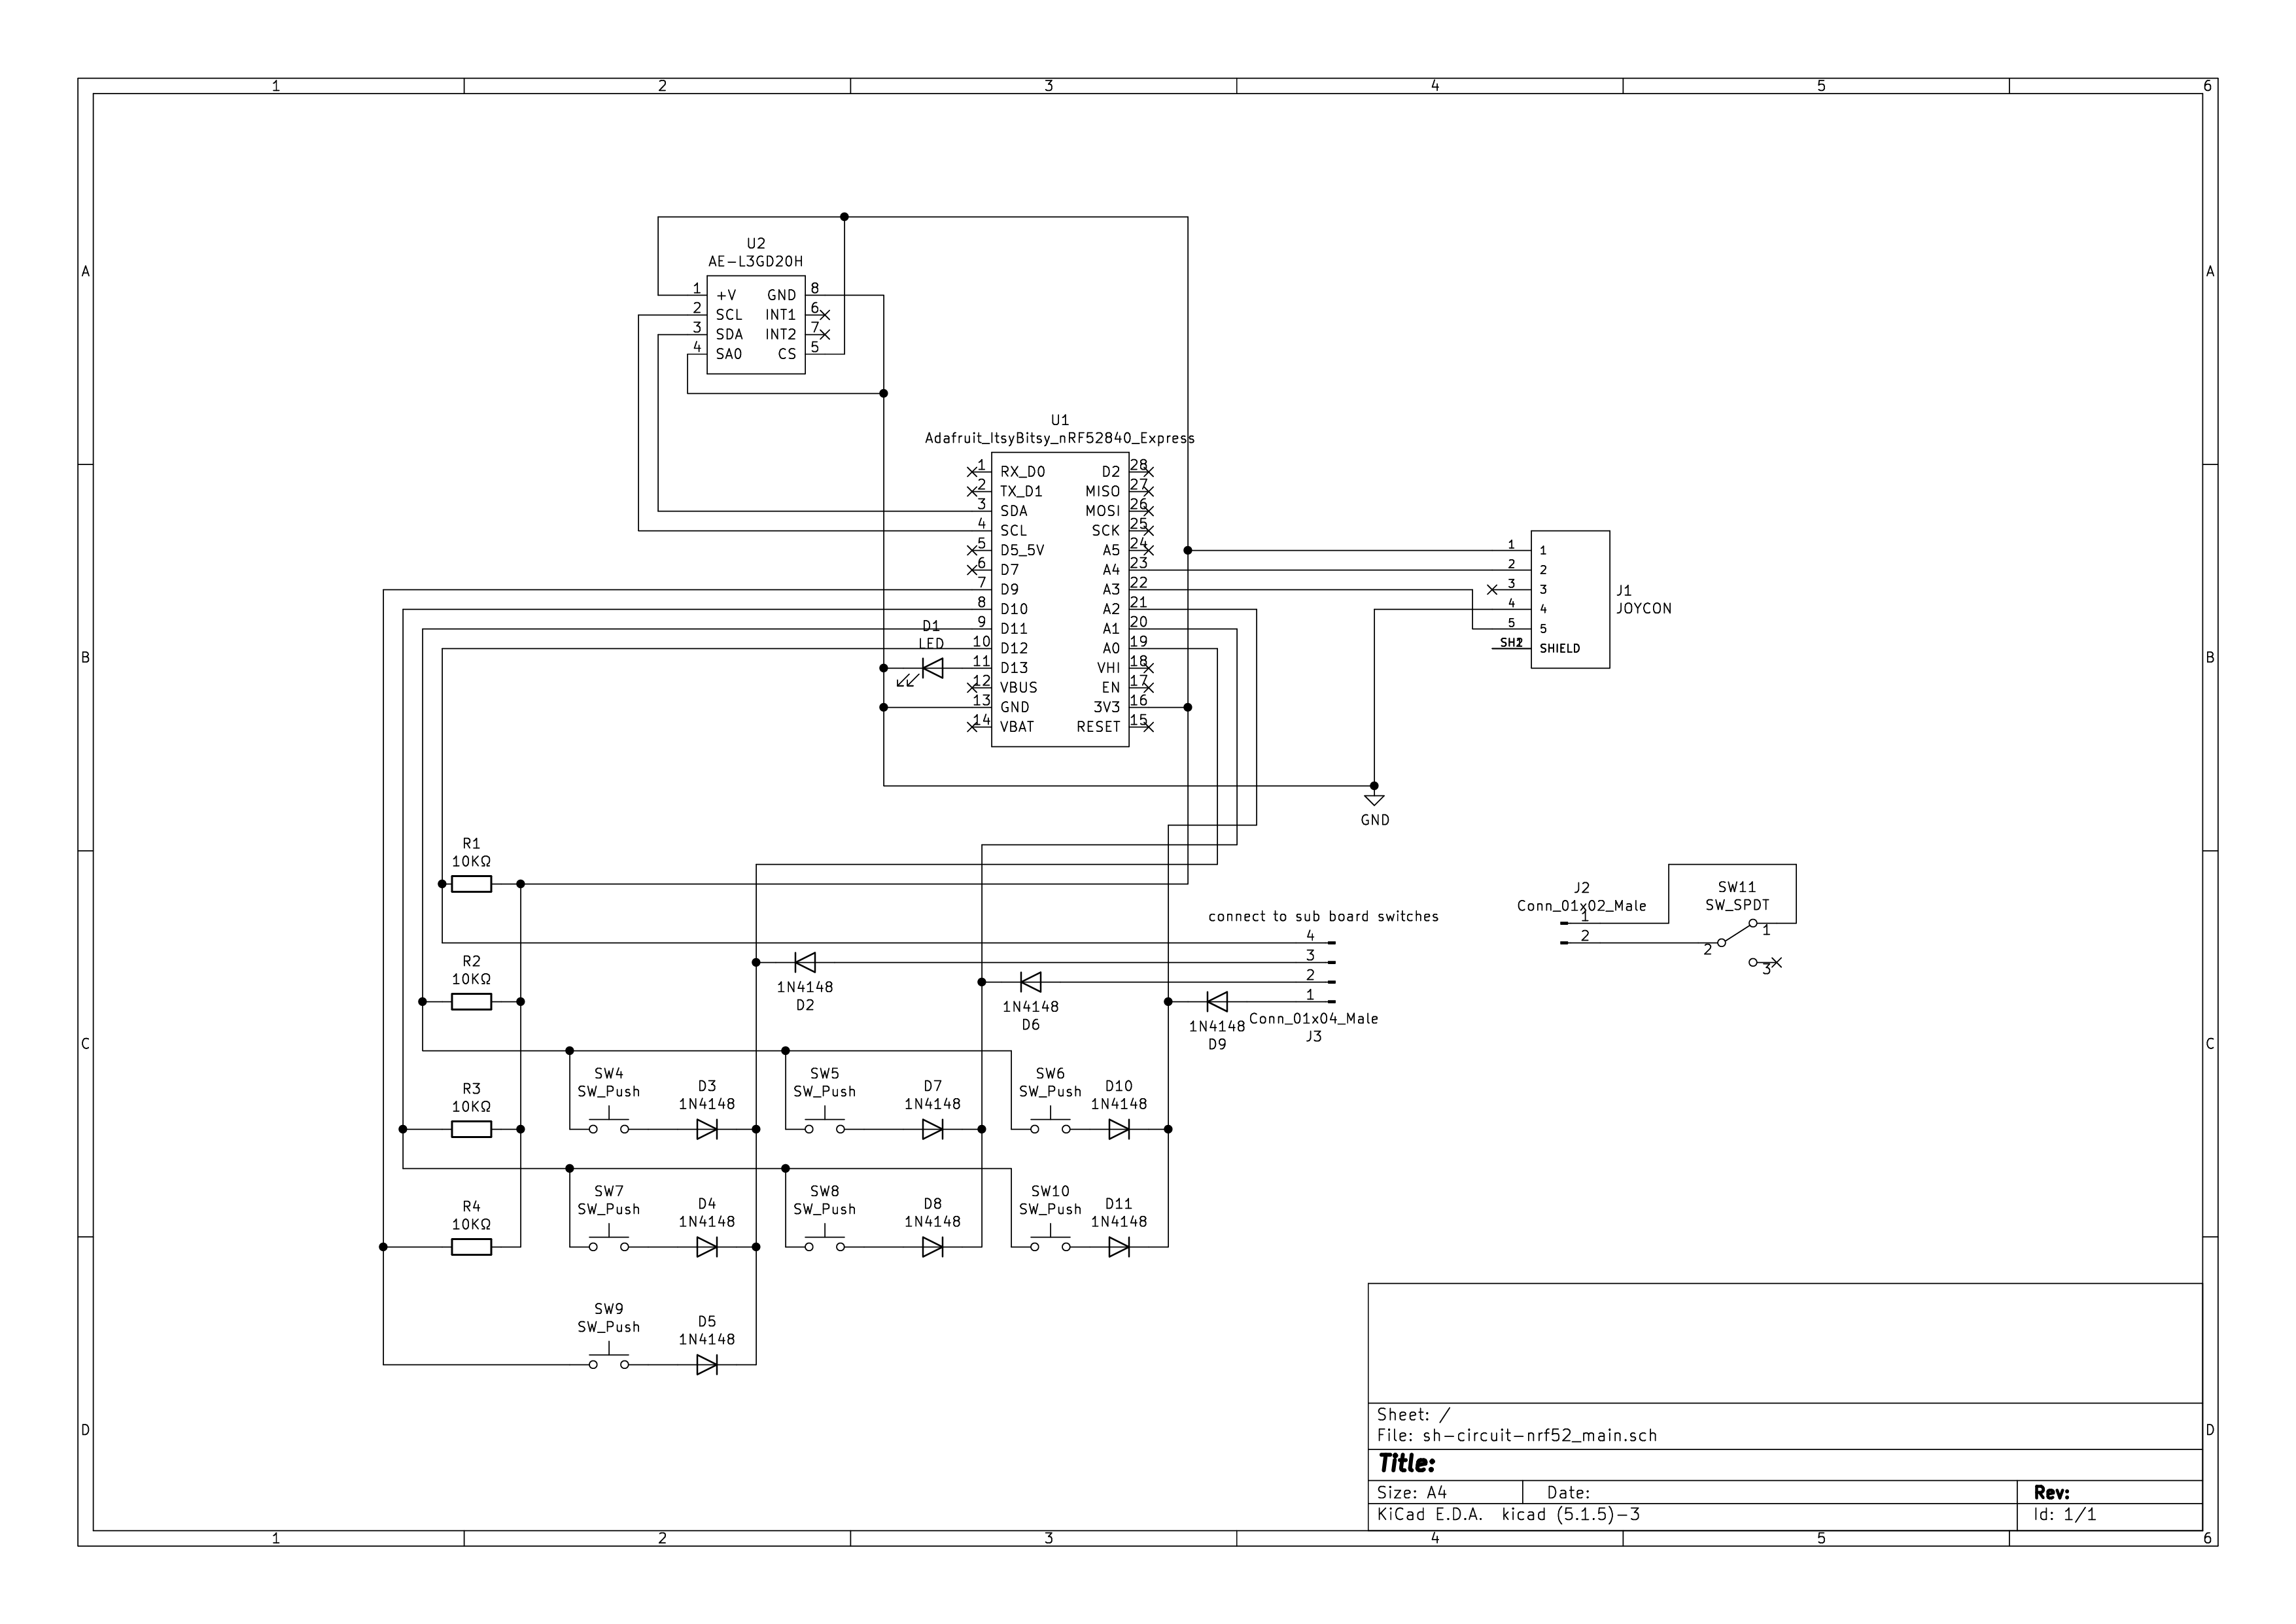 1 2 3 4 5 6
A A
B B
C C
D D
U2
AE-L3GD20H
1 +V GND 8
2 SCL INT1 6
3 SDA INT2 7
4 SA0 CS 5
U1
Adafruit_ItsyBitsy_nRF52840_Express
1 RX_D0 D2 28
2 TX_D1 MISO 27
3 SDA MOSI 26
4 SCL SCK 25
5 D5_5V A5 24
6 D7 A4 23
7 D9 A3 22
8 D10 A2 21
9 D11 A1 20
10 D12 A0 19
11 D13 VHI 18
12 VBUS EN 17
13 GND 3V3 16
14 VBAT RESET 15
D1
LED
1 1
2 2
3 3
4 4
5 5
SHIELD
J1
JOYCON
GND
R1
10KΩ
R2
10KΩ
R3
10KΩ
R4
10KΩ
connect to sub board switches
4
3
2
1
Conn_01x04_Male
J3
1N4148
D2
1N4148
D6
1N4148
D9
J2
Conn_01x02_Male
1
2
SW11
SW_SPDT
1
2
3
SW4
SW_Push
D3
1N4148
SW5
SW_Push
D7
1N4148
SW6
SW_Push
D10
1N4148
SW7
SW_Push
D4
1N4148
SW8
SW_Push
D8
1N4148
SW10
SW_Push
D11
1N4148
SW9
SW_Push
D5
1N4148
Sheet: /
File: sh-circuit-nrf52_main.sch
Title:
Size: A4 Date: Rev:
KiCad E.D.A. kicad (5.1.5)-3 Id: 1/1
1 2 3 4 5 6